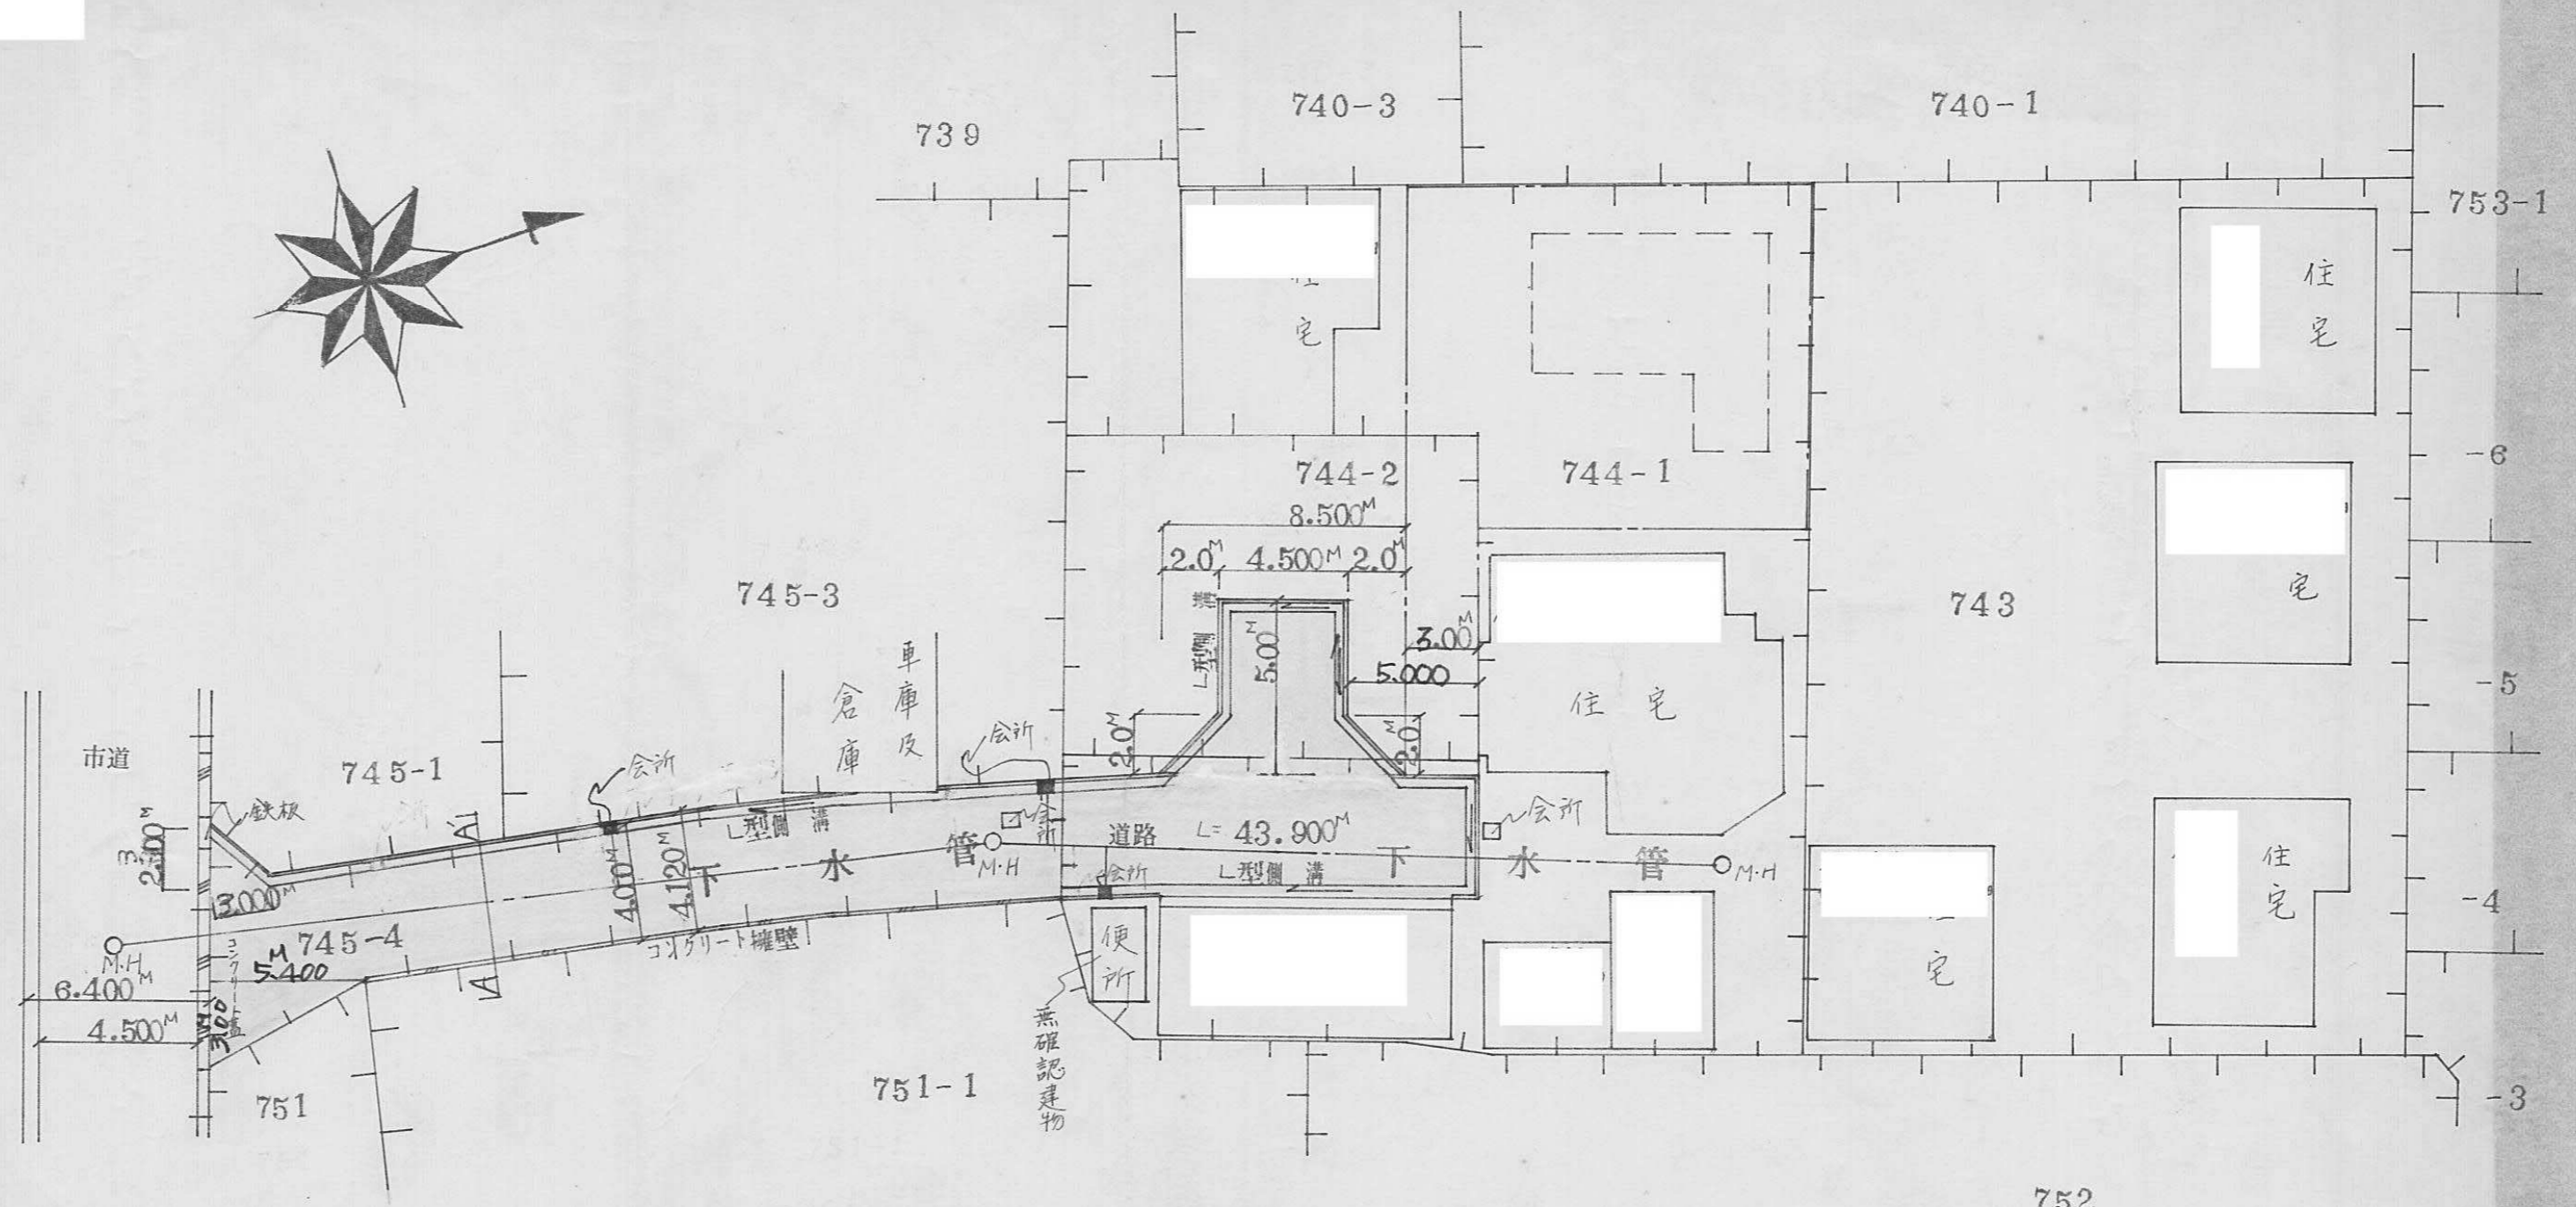 740-3
740-1
739
753-1
住宅
宅
744-2
744-1
-6
8.500M
2.0M
4.500M
2.0M
745-3
743
宅
L型側溝
5.00M
3.00M
5.000
-5
車庫及
倉庫
住宅
2.0M
2.0M
会所
市道
745-1
会所
鉄板
A'
会所
会所
L型側溝
道路
L= 43.900M
4.00M
4.120M
下水管
M・H
下水管
M・H
会所
L型側溝
3.000M
住宅
宅
-4
745-4
M・H
5.400M
コンクリート擁壁
A
便所
6.400M
4.500M
3.00M
無確認建物
751
751-1
-3
752